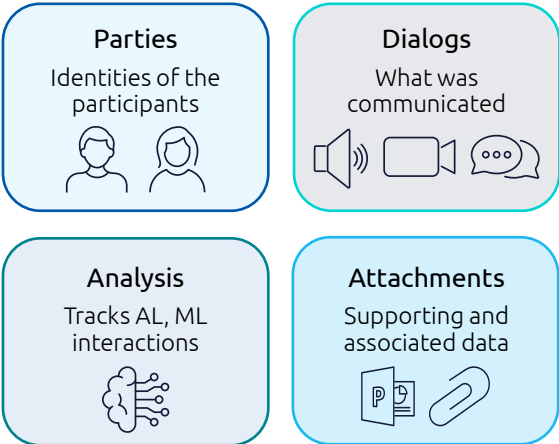 Parties
Identities of the
participants
Dialogs
What was
communicated
Analysis
Tracks AL, ML
interactions
Attachments
Supporting and
associated data
P